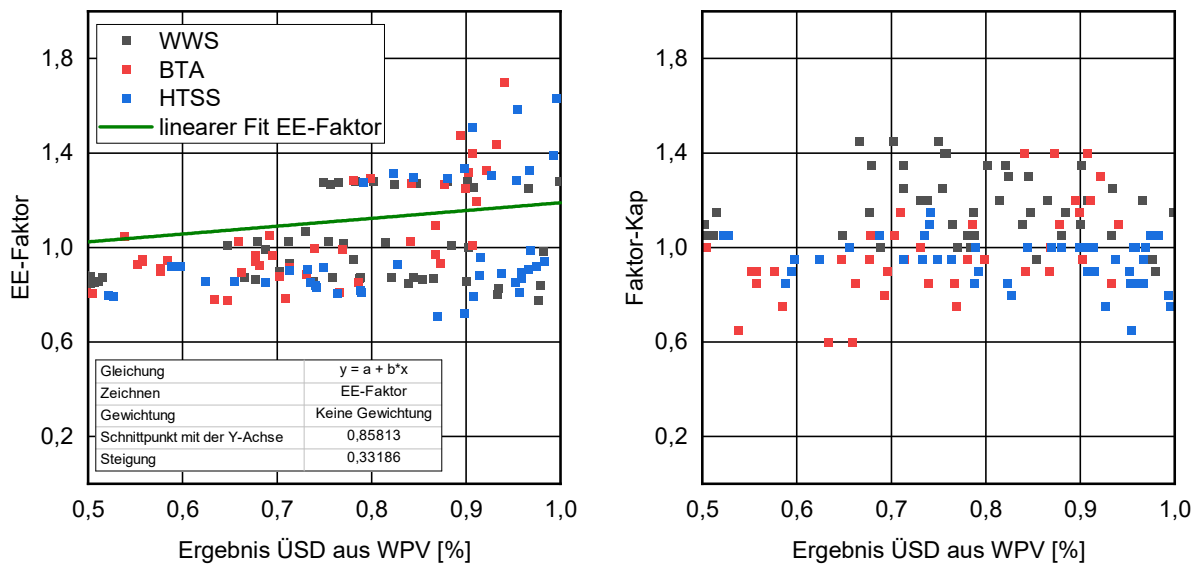 WWS
BTA
HTSS
linearer Fit EE-Faktor
1,8
1,4
1,0
0,6
0,2
EE-Faktor
Gleichung y = a + b*x
Zeichnen EE-Faktor
Gewichtung Keine Gewichtung
Schnittpunkt mit der Y-Achse 0,85813
Steigung 0,33186
0,5 0,6 0,7 0,8 0,9 1,0
Ergebnis ÜSD aus WPV [%]
1,8
1,4
1,0
0,6
0,2
Faktor-Kap
0,5 0,6 0,7 0,8 0,9 1,0
Ergebnis ÜSD aus WPV [%]